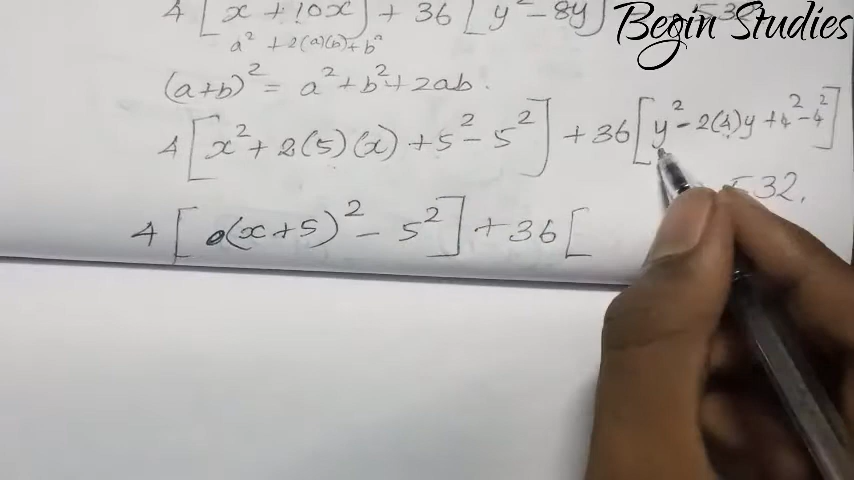 4[x² + 10x] + 36[y² - 8y]
Begin Studies
a² + 2(a)(b) + b²
(a+b)² = a² + b² + 2ab.
4[x² + 2(5)(x) + 5² - 5²] + 36[y² - 2(4)y + 4² - 4²]
532.
4[(x+5)² - 5²] + 36[